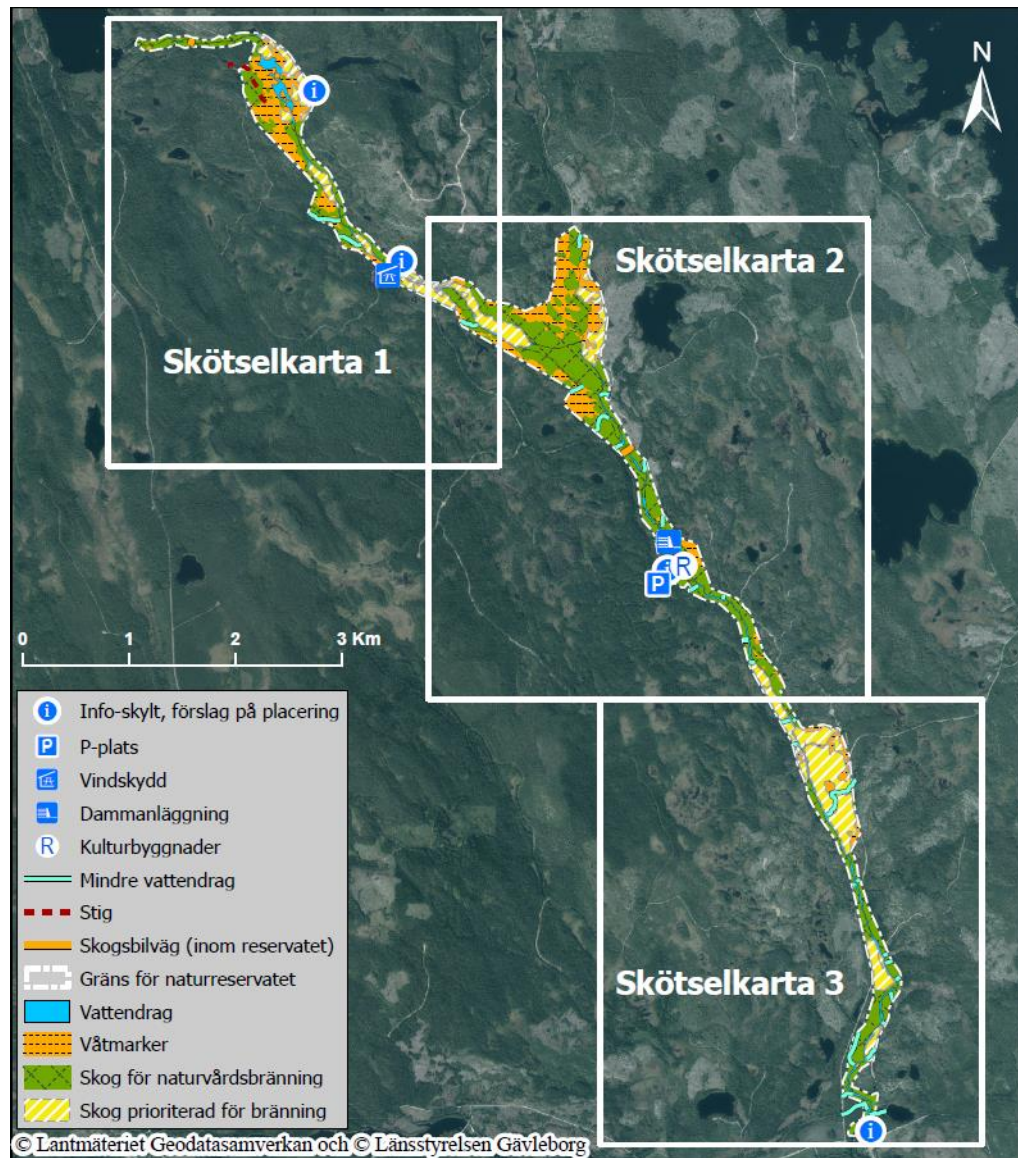 N
Skötselkarta 2
Skötselkarta 1
R
P
0 1 2 3 Km
i Info-skylt, förslag på placering
P P-plats
Vindskydd
Dammanläggning
R Kulturbyggnader
Mindre vattendrag
Stig
Skogsbilväg (inom reservatet)
Gräns för naturreservatet
Vattendrag
Våtmarker
Skog för naturvårdsbränning
Skog prioriterad för bränning
Skötselkarta 3
i
i
i
© Lantmäteriet Geodatasamverkan och © Länsstyrelsen Gävleborg